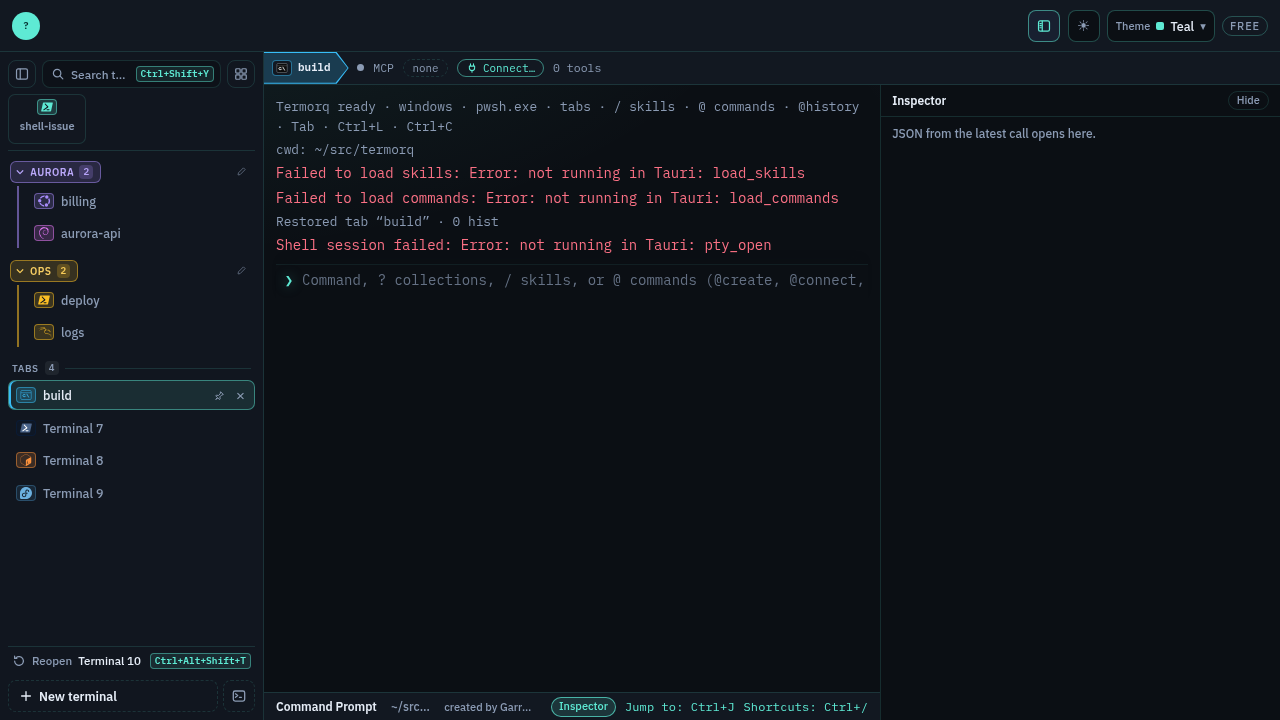 ?
Theme Teal ▾
FREE
Search t… Ctrl+Shift+Y
shell-issue
AURORA 2
billing
aurora-api
OPS 2
deploy
logs
TABS 4
build
Terminal 7
Terminal 8
Terminal 9
Reopen Terminal 10 Ctrl+Alt+Shift+T
New terminal
build
MCP none Connect… 0 tools
Termorq ready · windows · pwsh.exe · tabs · / skills · @ commands · @history
· Tab · Ctrl+L · Ctrl+C
cwd: ~/src/termorq
Failed to load skills: Error: not running in Tauri: load_skills
Failed to load commands: Error: not running in Tauri: load_commands
Restored tab “build” · 0 hist
Shell session failed: Error: not running in Tauri: pty_open
❯ Command, ? collections, / skills, or @ commands (@create, @connect,
Command Prompt ~/src… created by Garr… Inspector Jump to: Ctrl+J Shortcuts: Ctrl+/
Inspector Hide
JSON from the latest call opens here.